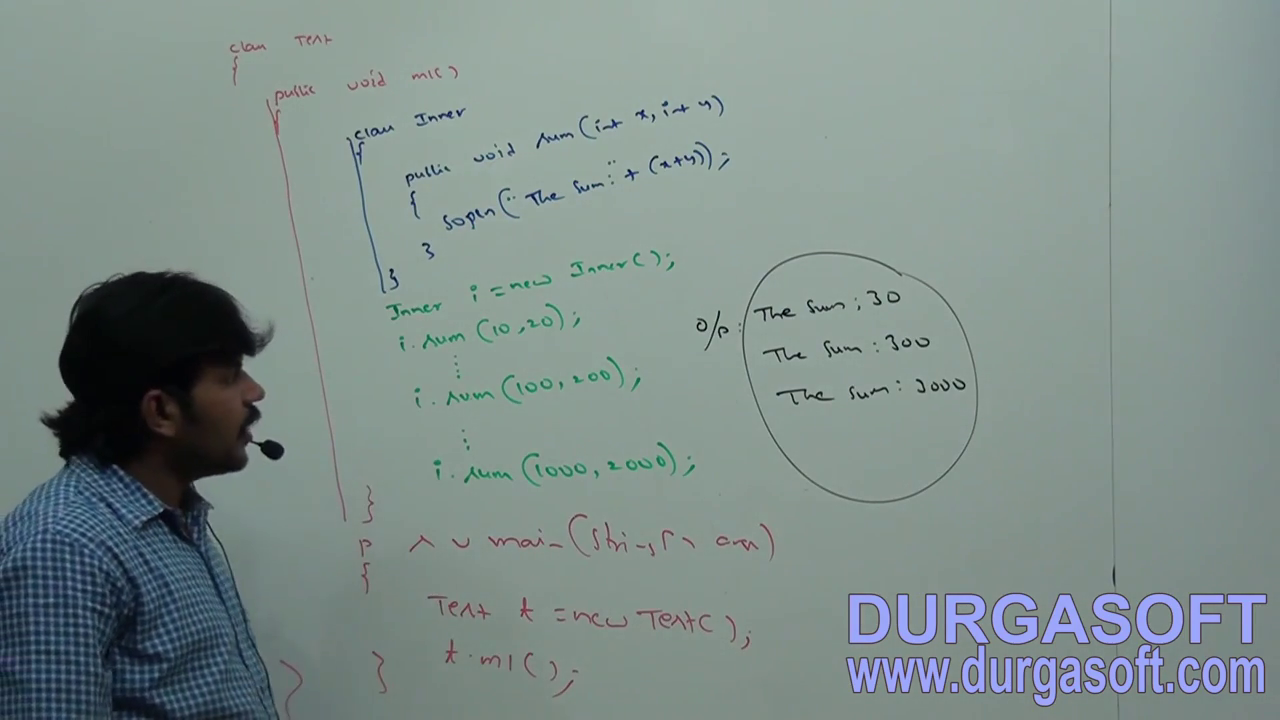 class Test
{
public void m1()
{
class Inner
{
public void sum(int x, int y)
{
sopln("The sum:" + (x+y));
}
}
Inner i = new Inner();
i.sum(10,20);
⋮
i.sum(100,200);
⋮
i.sum(1000,2000);
}
p s v main(String[] args)
{
Test t = new Test();
t.m1();
}
}
o/p:
The sum: 30
The sum: 300
The sum: 3000
DURGASOFT
www.durgasoft.com